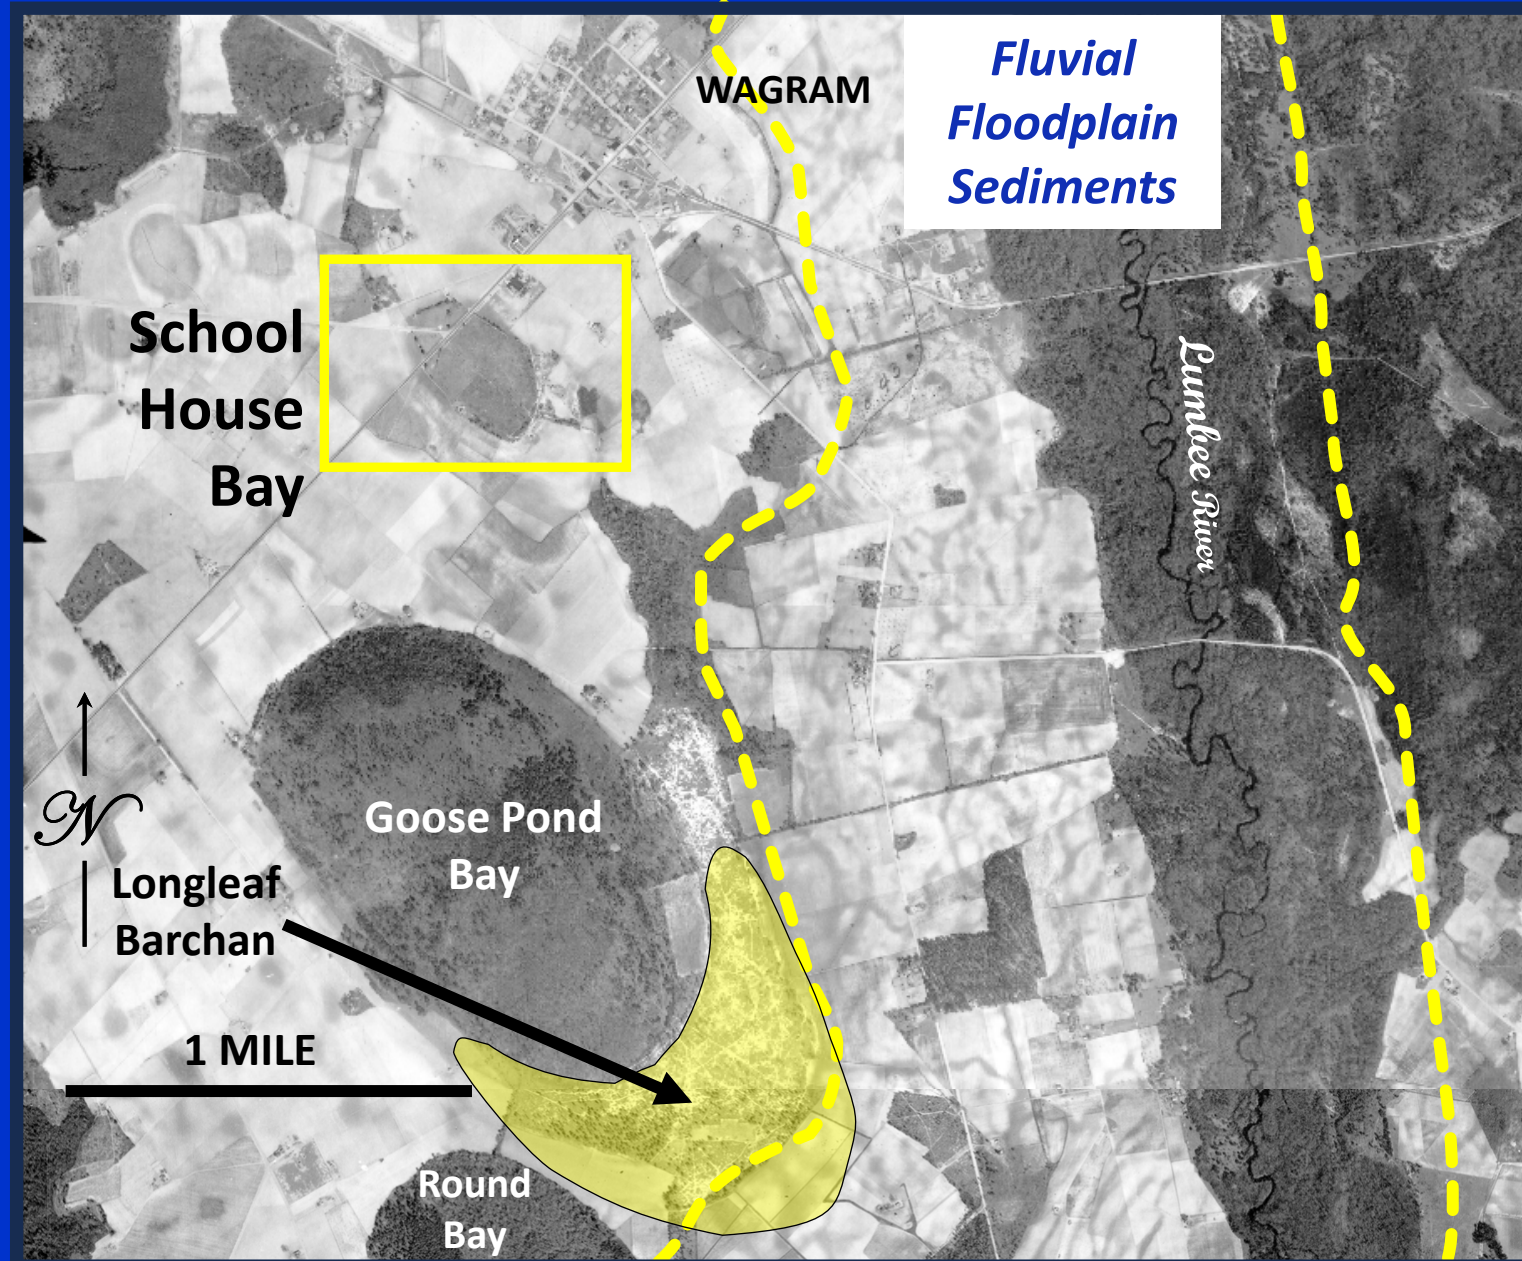 WAGRAM
Fluvial
Floodplain
Sediments
School
House
Bay
Lumbee River
Goose Pond
Bay
N
Longleaf
Barchan
1 MILE
Round
Bay